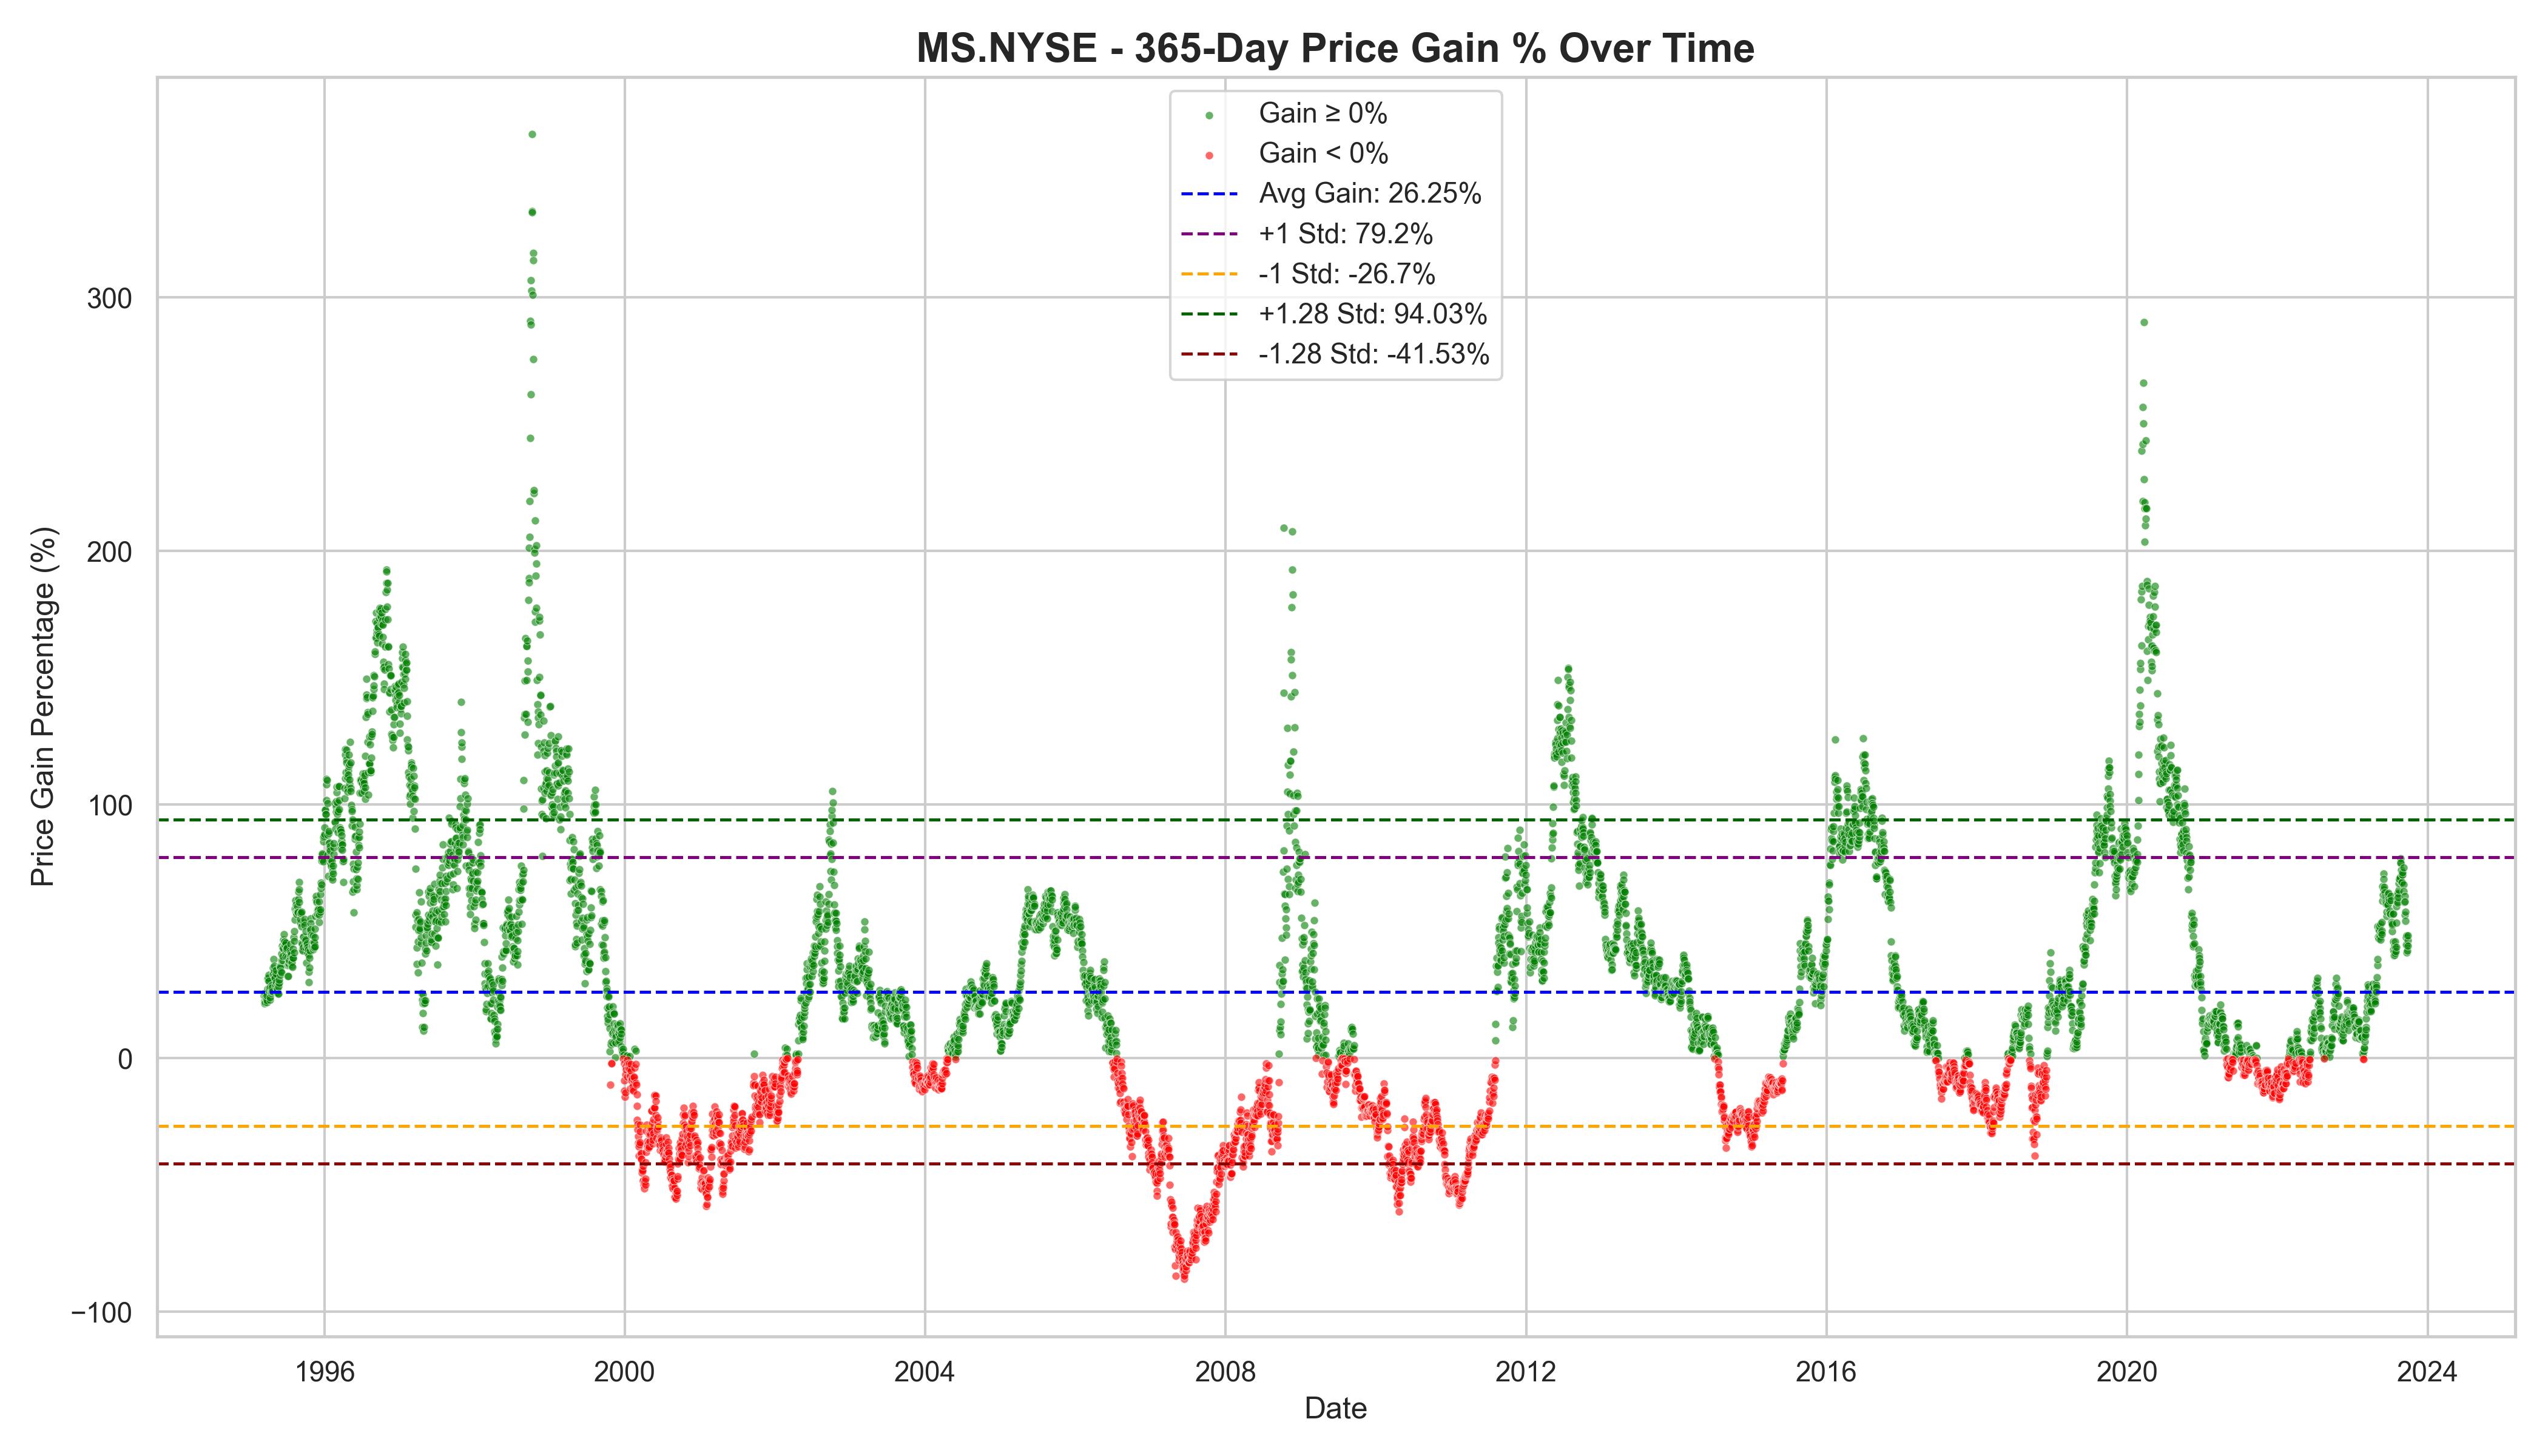 MS.NYSE - 365-Day Price Gain % Over Time
Gain ≥ 0%
Gain < 0%
Avg Gain: 26.25%
+1 Std: 79.2%
-1 Std: -26.7%
+1.28 Std: 94.03%
-1.28 Std: -41.53%
Price Gain Percentage (%)
300
200
100
0
−100
1996 2000 2004 2008 2012 2016 2020 2024
Date